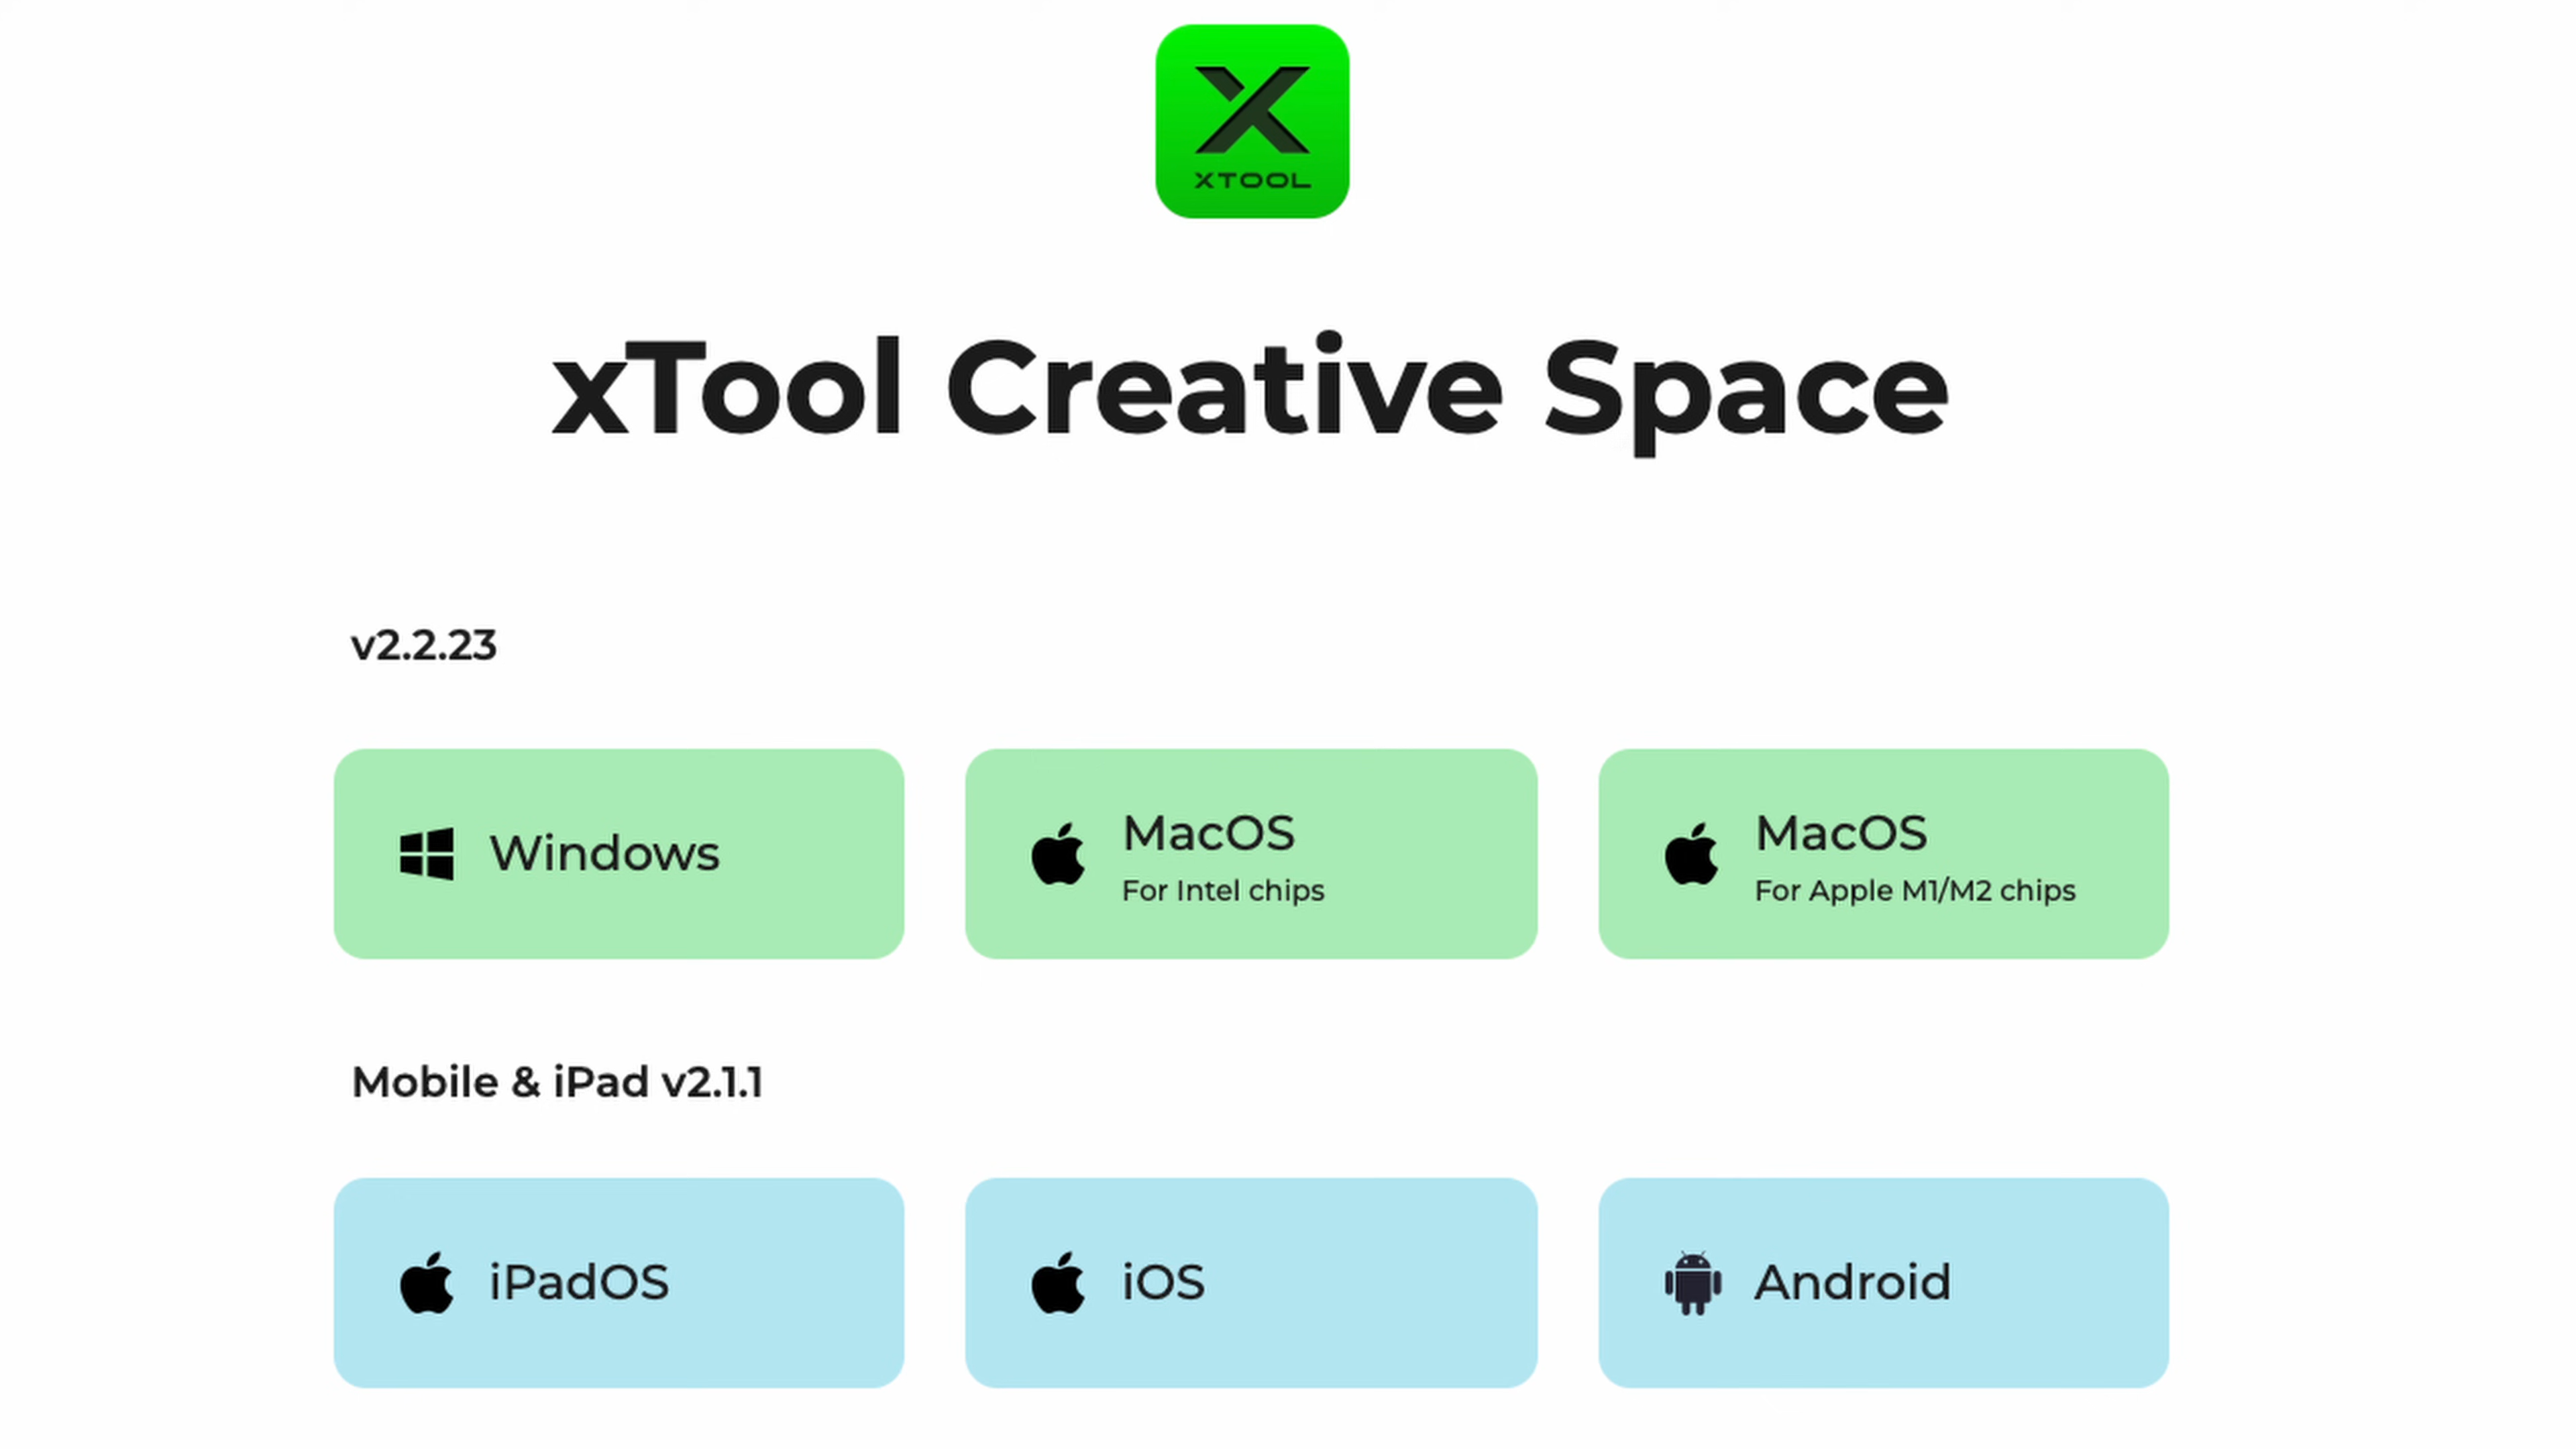 XTOOL
xTool Creative Space
v2.2.23
Windows
MacOS
For Intel chips
MacOS
For Apple M1/M2 chips
Mobile & iPad v2.1.1
iPadOS
iOS
Android